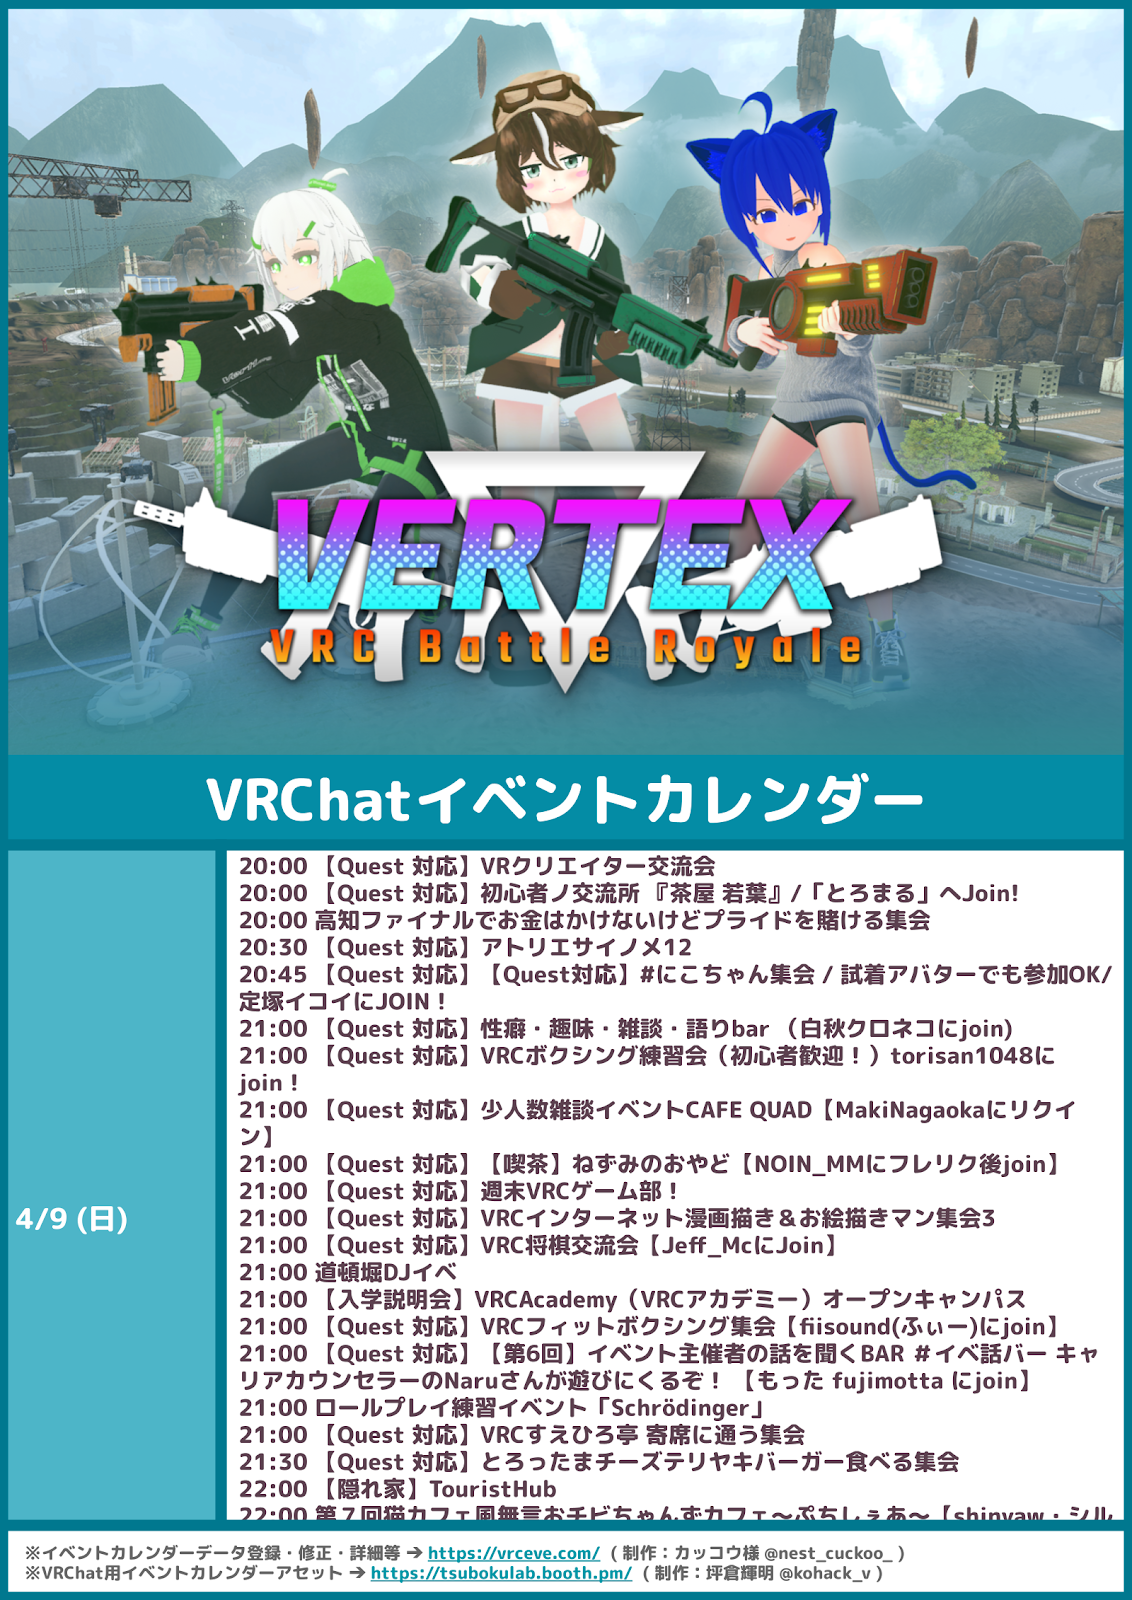 VERTEX
VRC Battle Royale
VRChatイベントカレンダー
4/9 (日)
20:00 【Quest 対応】VRクリエイター交流会
20:00 【Quest 対応】初心者ノ交流所 『茶屋 若葉』/「とろまる」へJoin!
20:00 高知ファイナルでお金はかけないけどプライドを賭ける集会
20:30 【Quest 対応】アトリエサイノメ12
20:45 【Quest 対応】【Quest対応】#にこちゃん集会 / 試着アバターでも参加OK/
定塚イコイにJOIN！
21:00 【Quest 対応】性癖・趣味・雑談・語りbar （白秋クロネコにjoin)
21:00 【Quest 対応】VRCボクシング練習会（初心者歓迎！）torisan1048に
join！
21:00 【Quest 対応】少人数雑談イベントCAFE QUAD【MakiNagaokaにリクイ
ン】
21:00 【Quest 対応】【喫茶】ねずみのおやど【NOIN_MMにフレリク後join】
21:00 【Quest 対応】週末VRCゲーム部！
21:00 【Quest 対応】VRCインターネット漫画描き＆お絵描きマン集会3
21:00 【Quest 対応】VRC将棋交流会【Jeff_McにJoin】
21:00 道頓堀DJイベ
21:00 【入学説明会】VRCAcademy（VRCアカデミー）オープンキャンパス
21:00 【Quest 対応】VRCフィットボクシング集会【fiisound(ふぃー)にjoin】
21:00 【Quest 対応】【第6回】イベント主催者の話を聞くBAR ＃イベ話バー キャ
リアカウンセラーのNaruさんが遊びにくるぞ！ 【もった fujimotta にjoin】
21:00 ロールプレイ練習イベント「Schrödinger」
21:00 【Quest 対応】VRCすえひろ亭 寄席に通う集会
21:30 【Quest 対応】とろったまチーズテリヤキバーガー食べる集会
22:00 【隠れ家】TouristHub
22:00 第７回猫カフェ風無言おチビちゃんずカフェ～ぷちしぇあ～【shinyaw・シル
※イベントカレンダーデータ登録・修正・詳細等 ➔ https://vrceve.com/ （ 制作：カッコウ様 @nest_cuckoo_ ）
※VRChat用イベントカレンダーアセット ➔ https://tsubokulab.booth.pm/ （ 制作：坪倉輝明 @kohack_v ）